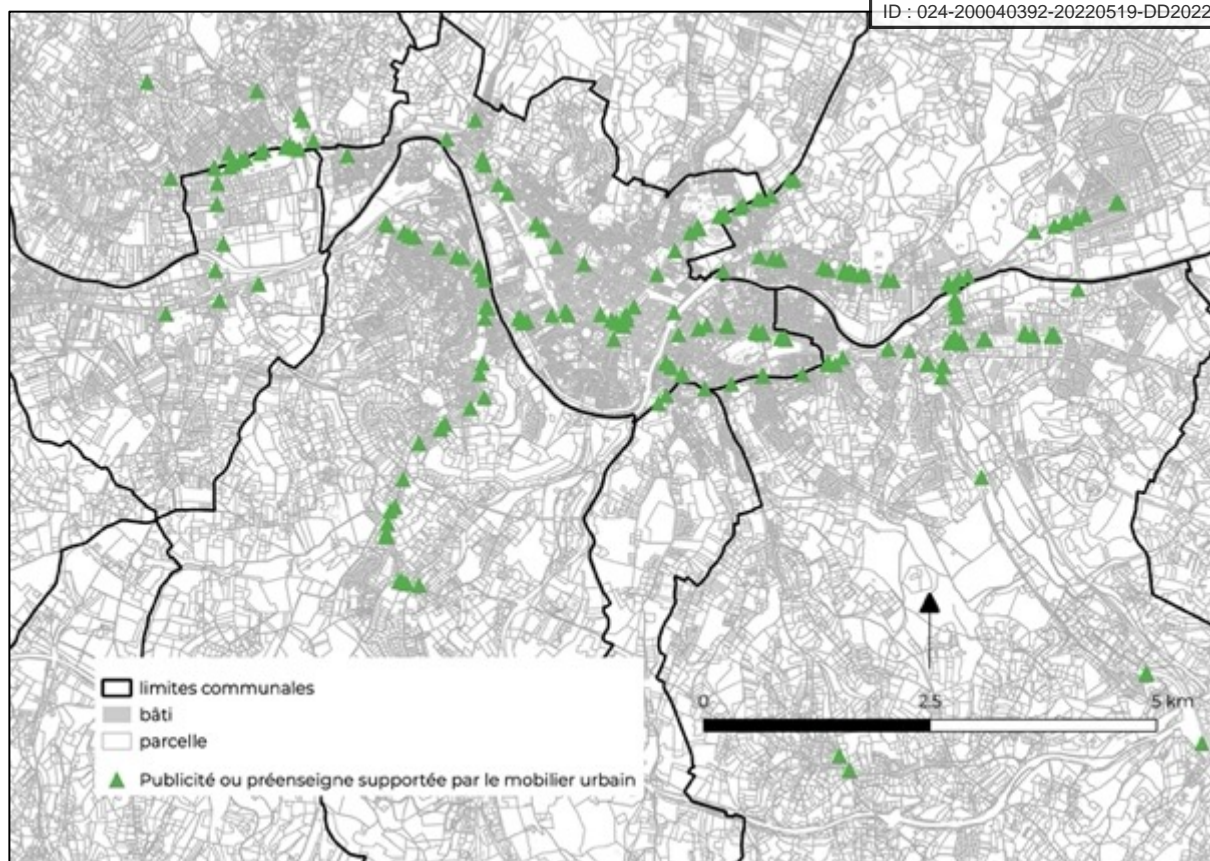 ID : 024-200040392-20220519-DD2022
limites communales
bâti
parcelle
Publicité ou préenseigne supportée par le mobilier urbain
0 2.5 5 km